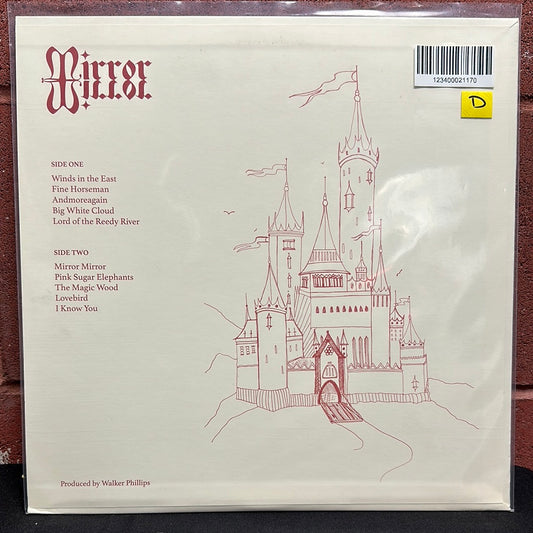 Mirror
Mirror
123400021170
D
SIDE ONE
Winds in the East
Fine Horseman
Andmoreagain
Big White Cloud
Lord of the Reedy River
SIDE TWO
Mirror Mirror
Pink Sugar Elephants
The Magic Wood
Lovebird
I Know You
Produced by Walker Phillips